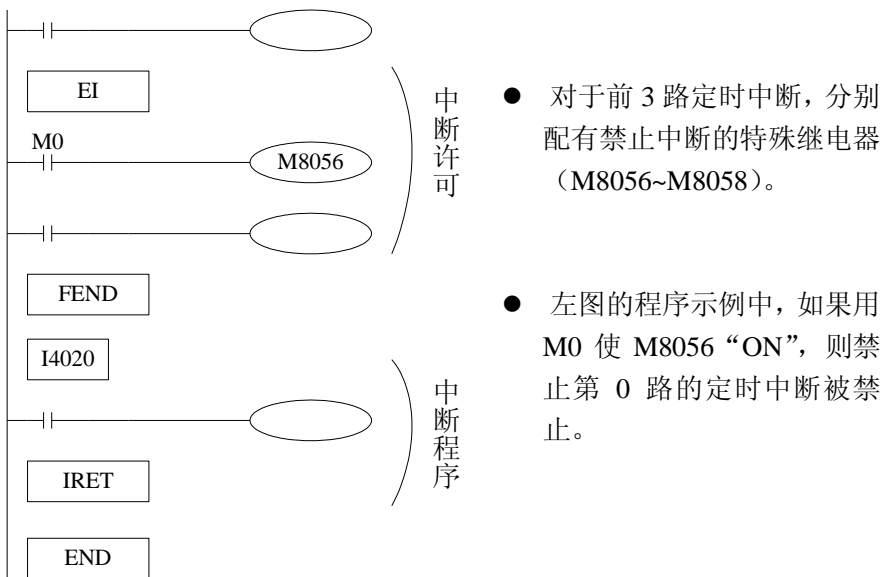 EI
M0
M8056
FEND
I4020
IRET
END
中断许可
中断程序
● 对于前 3 路定时中断，分别
配有禁止中断的特殊继电器
（M8056~M8058）。
● 左图的程序示例中，如果用
M0 使 M8056“ON”，则禁
止第 0 路的定时中断被禁
止。